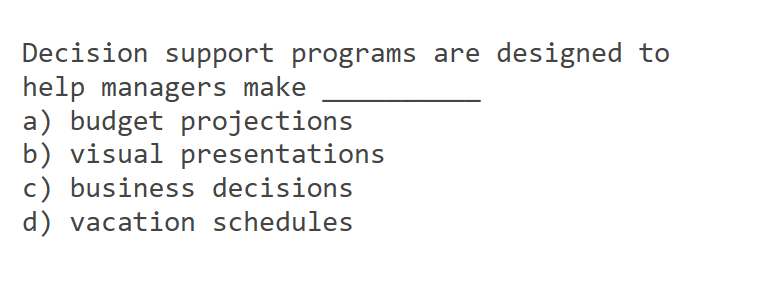 Decision support programs are designed to
help managers make __________
a) budget projections
b) visual presentations
c) business decisions
d) vacation schedules